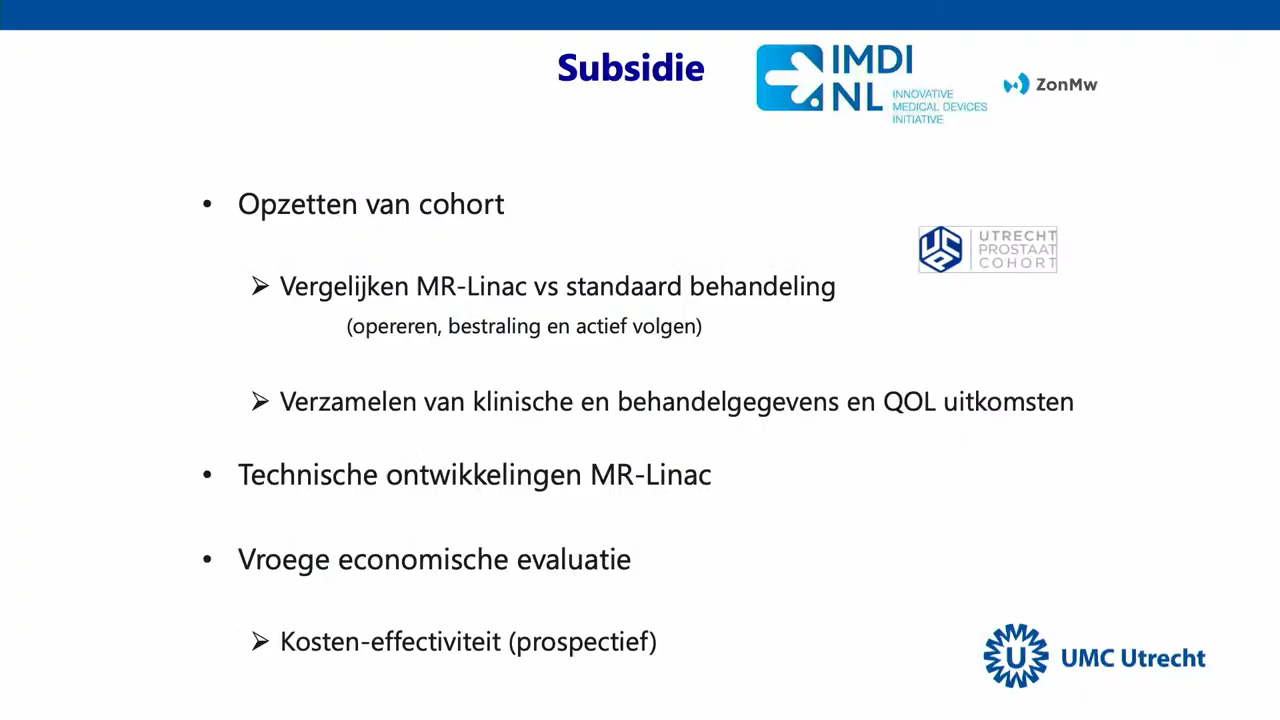 Subsidie
IMDI
NL
INNOVATIVE
MEDICAL DEVICES
INITIATIVE
ZonMw
• Opzetten van cohort
UTRECHT
PROSTAAT
COHORT
➢ Vergelijken MR-Linac vs standaard behandeling
(opereren, bestraling en actief volgen)
➢ Verzamelen van klinische en behandelgegevens en QOL uitkomsten
• Technische ontwikkelingen MR-Linac
• Vroege economische evaluatie
➢ Kosten-effectiviteit (prospectief)
U
UMC Utrecht